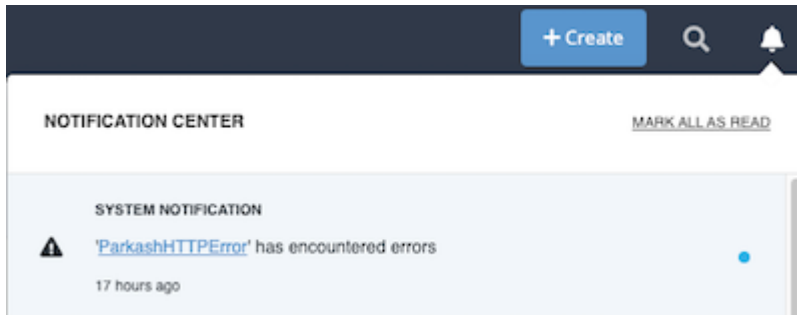 + Create
NOTIFICATION CENTER
MARK ALL AS READ
SYSTEM NOTIFICATION
'ParkashHTTPError' has encountered errors
17 hours ago